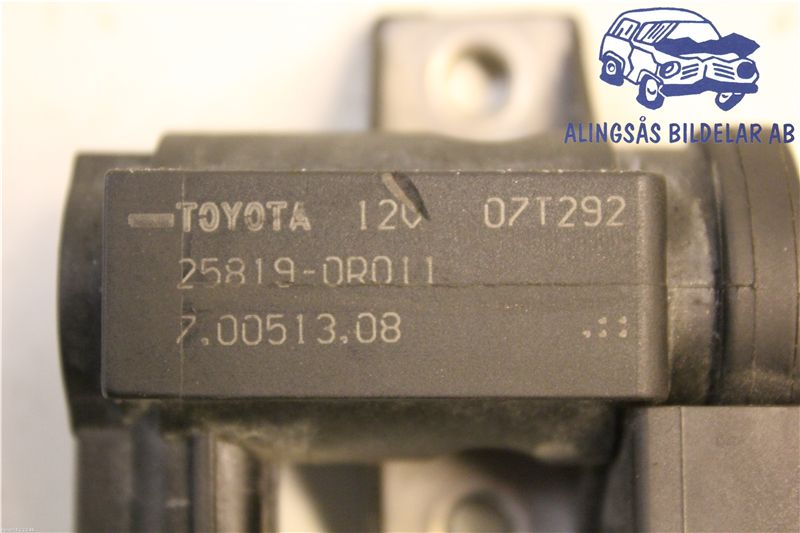 ALINGSÅS BILDELAR AB
TOYOTA 12V 07T292
25819-0R011
7.00513.08